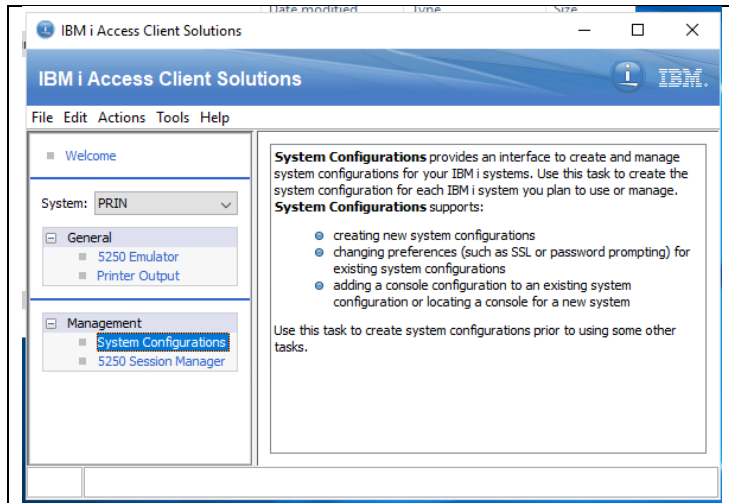 Date modified Type Size
IBM i Access Client Solutions
IBM i Access Client Solutions
IBM.
File Edit Actions Tools Help
Welcome
System: PRIN
General
5250 Emulator
Printer Output
Management
System Configurations
5250 Session Manager
System Configurations provides an interface to create and manage
system configurations for your IBM i systems. Use this task to create the
system configuration for each IBM i system you plan to use or manage.
System Configurations supports:
creating new system configurations
changing preferences (such as SSL or password prompting) for
existing system configurations
adding a console configuration to an existing system
configuration or locating a console for a new system
Use this task to create system configurations prior to using some other
tasks.